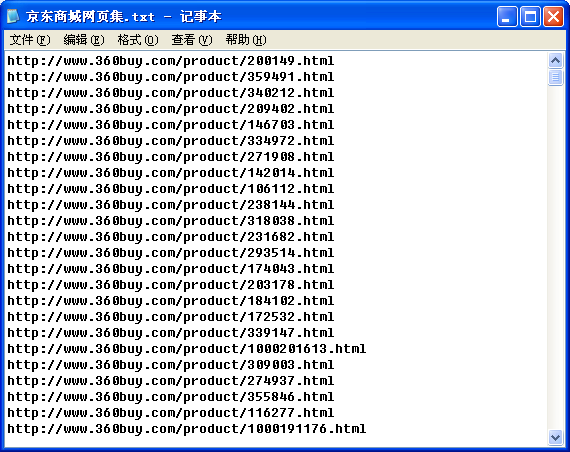 京东商城网页集.txt - 记事本
文件(F) 编辑(E) 格式(O) 查看(V) 帮助(H)
http://www.360buy.com/product/200149.html
http://www.360buy.com/product/359491.html
http://www.360buy.com/product/340212.html
http://www.360buy.com/product/209402.html
http://www.360buy.com/product/146703.html
http://www.360buy.com/product/334972.html
http://www.360buy.com/product/271908.html
http://www.360buy.com/product/142014.html
http://www.360buy.com/product/106112.html
http://www.360buy.com/product/238144.html
http://www.360buy.com/product/318038.html
http://www.360buy.com/product/231682.html
http://www.360buy.com/product/293514.html
http://www.360buy.com/product/174043.html
http://www.360buy.com/product/203178.html
http://www.360buy.com/product/184102.html
http://www.360buy.com/product/172532.html
http://www.360buy.com/product/339147.html
http://www.360buy.com/product/1000201613.html
http://www.360buy.com/product/309003.html
http://www.360buy.com/product/274937.html
http://www.360buy.com/product/355846.html
http://www.360buy.com/product/116277.html
http://www.360buy.com/product/1000191176.html